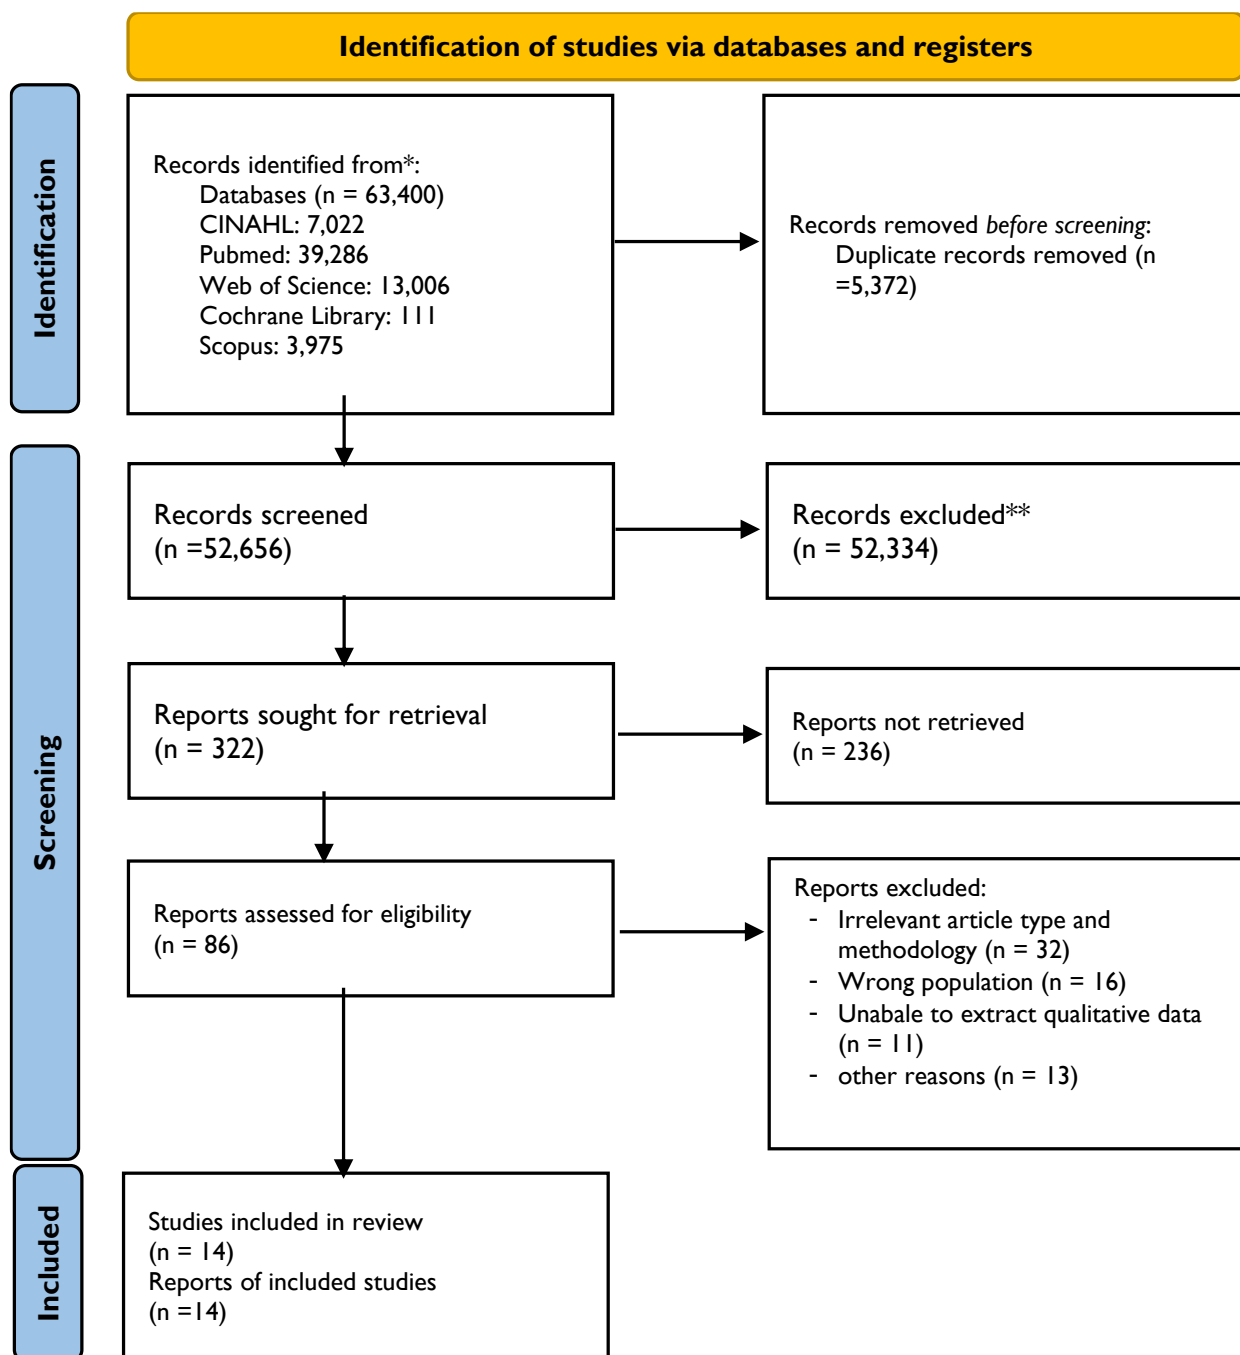 Identification of studies via databases and registers
Identification
Records identified from*:
Databases (n = 63,400)
CINAHL: 7,022
Pubmed: 39,286
Web of Science: 13,006
Cochrane Library: 111
Scopus: 3,975
Records removed before screening:
Duplicate records removed (n
=5,372)
Screening
Records screened
(n =52,656)
Records excluded**
(n = 52,334)
Reports sought for retrieval
(n = 322)
Reports not retrieved
(n = 236)
Reports assessed for eligibility
(n = 86)
Reports excluded:
- Irrelevant article type and
methodology (n = 32)
- Wrong population (n = 16)
- Unabale to extract qualitative data
(n = 11)
- other reasons (n = 13)
Included
Studies included in review
(n = 14)
Reports of included studies
(n =14)